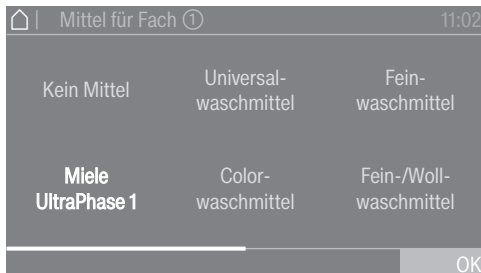 Mittel für Fach ① 11:02
Kein Mittel
Universal-
waschmittel
Fein-
waschmittel
Miele
UltraPhase 1
Color-
waschmittel
Fein-/Woll-
waschmittel
OK